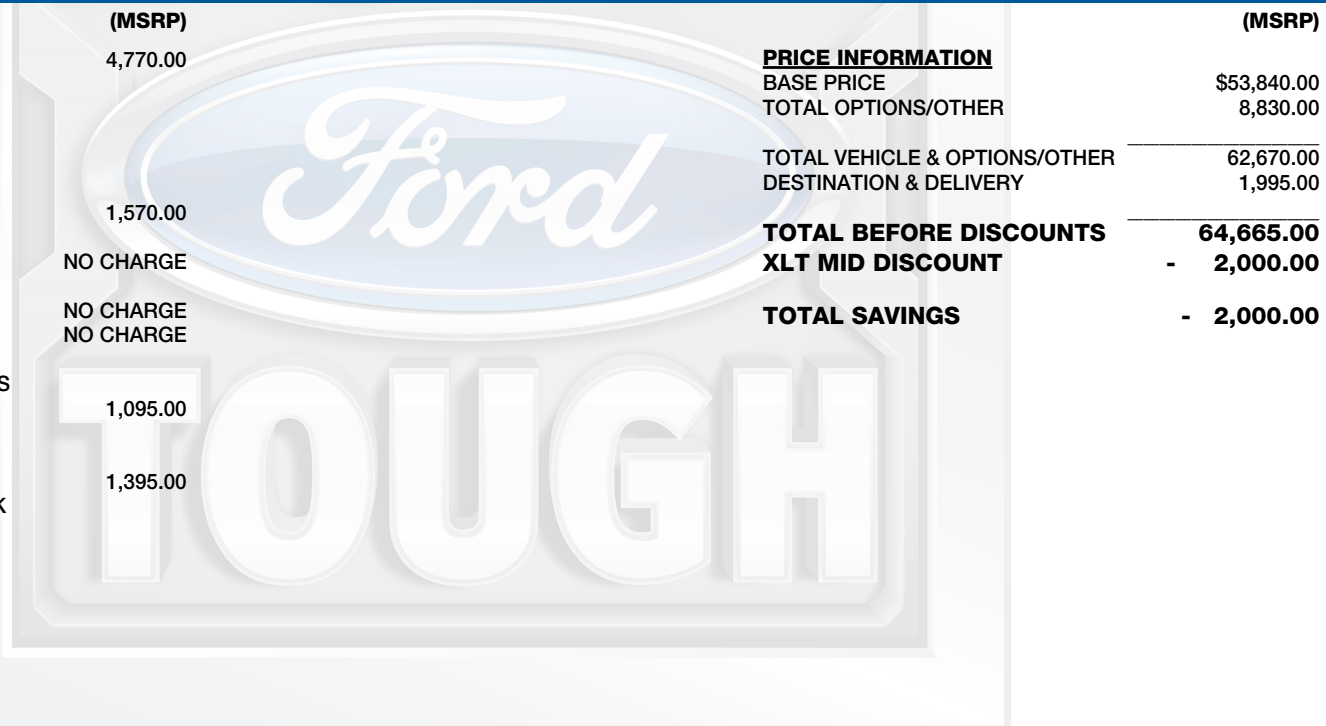 (MSRP)
4,770.00
1,570.00
NO CHARGE
NO CHARGE
NO CHARGE
S
1,095.00
1,395.00
K
(MSRP)
PRICE INFORMATION
BASE PRICE $53,840.00
TOTAL OPTIONS/OTHER 8,830.00
TOTAL VEHICLE & OPTIONS/OTHER 62,670.00
DESTINATION & DELIVERY 1,995.00
TOTAL BEFORE DISCOUNTS 64,665.00
XLT MID DISCOUNT - 2,000.00
TOTAL SAVINGS - 2,000.00
Ford
TOUGH